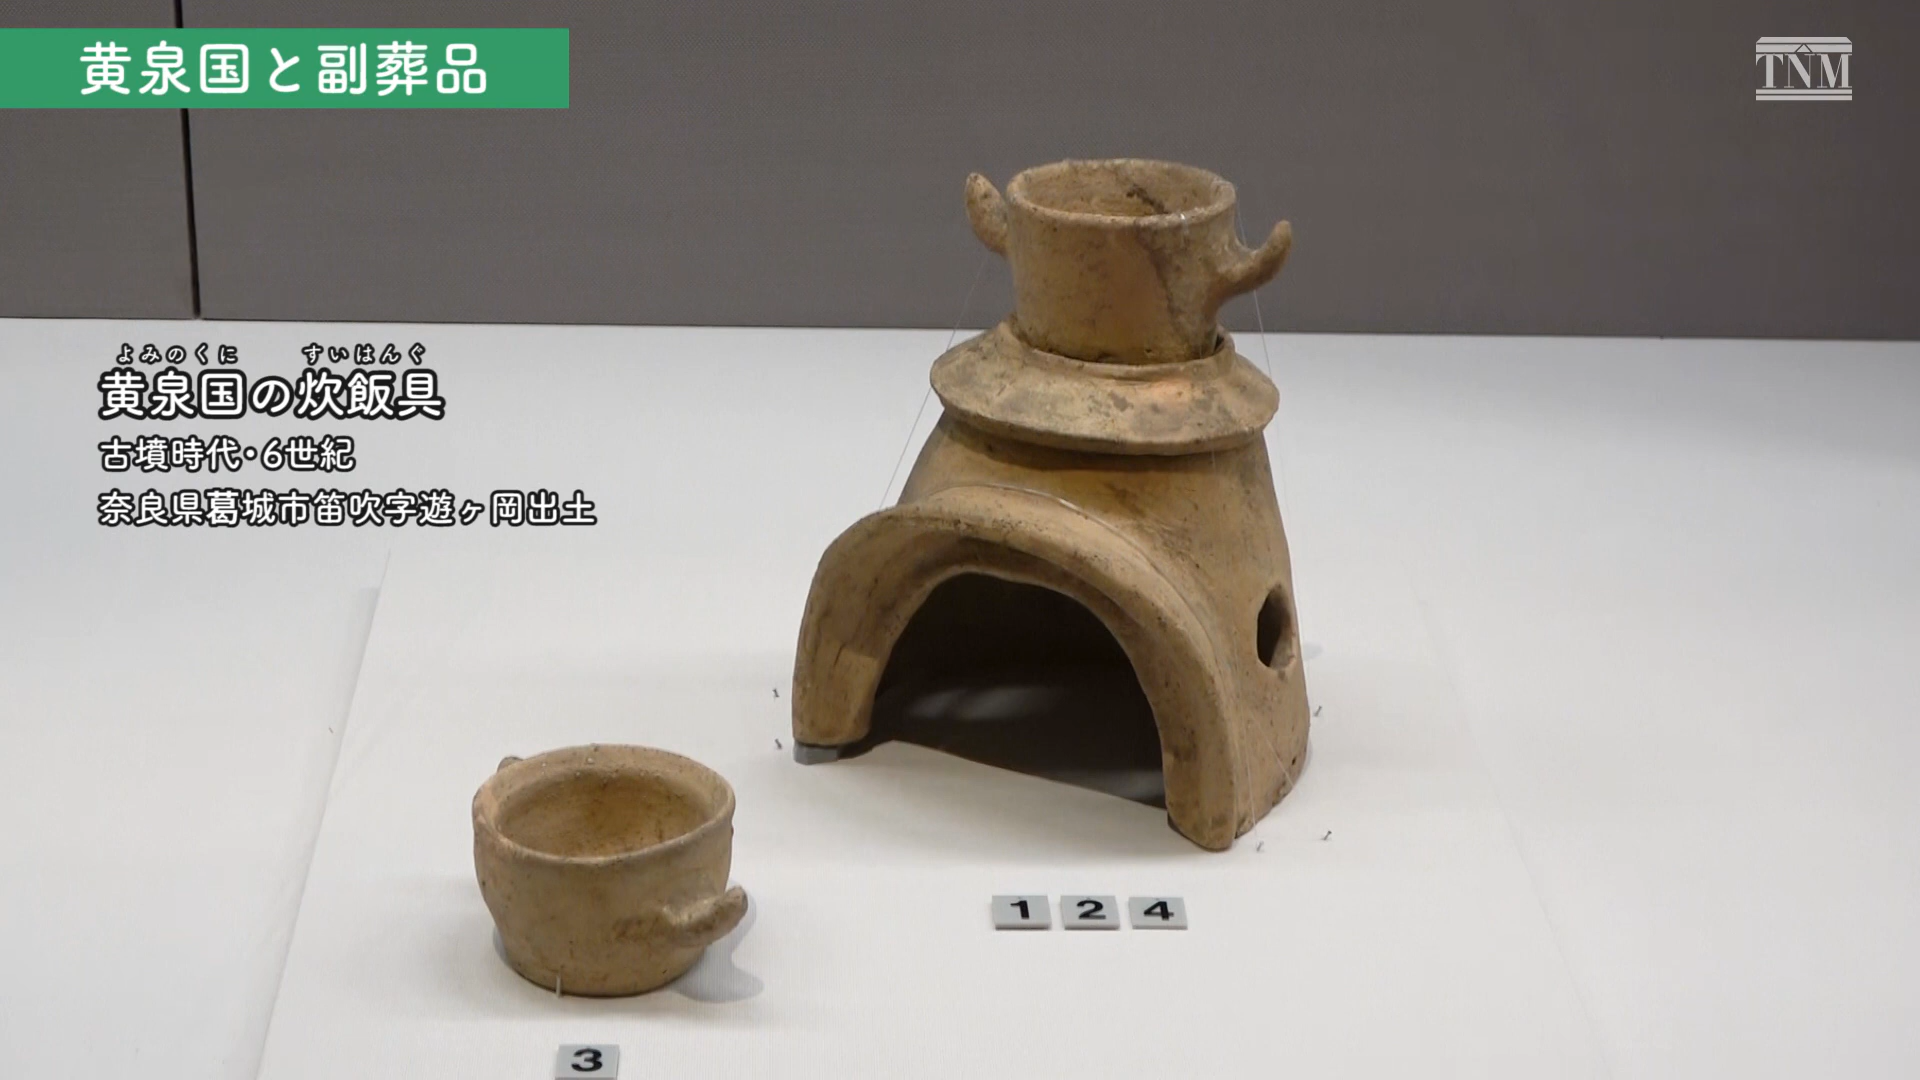 黄泉国と副葬品
TNM
よみのくに すいはんぐ
黄泉国の炊飯具
古墳時代・6世紀
奈良県葛城市笛吹字遊ヶ岡出土
1 2 4
3